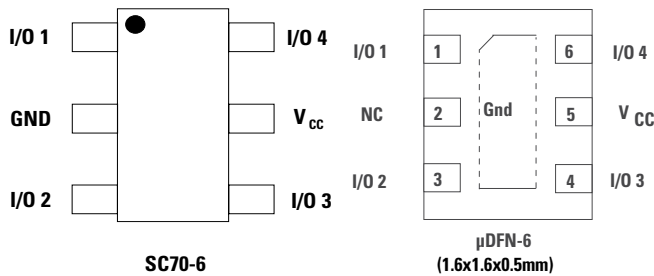 I/O 1
I/O 4
GND
V CC
I/O 2
I/O 3
SC70-6
I/O 1
1
6
I/O 4
NC
2
Gnd
5
V CC
I/O 2
3
4
I/O 3
µDFN-6
(1.6x1.6x0.5mm)